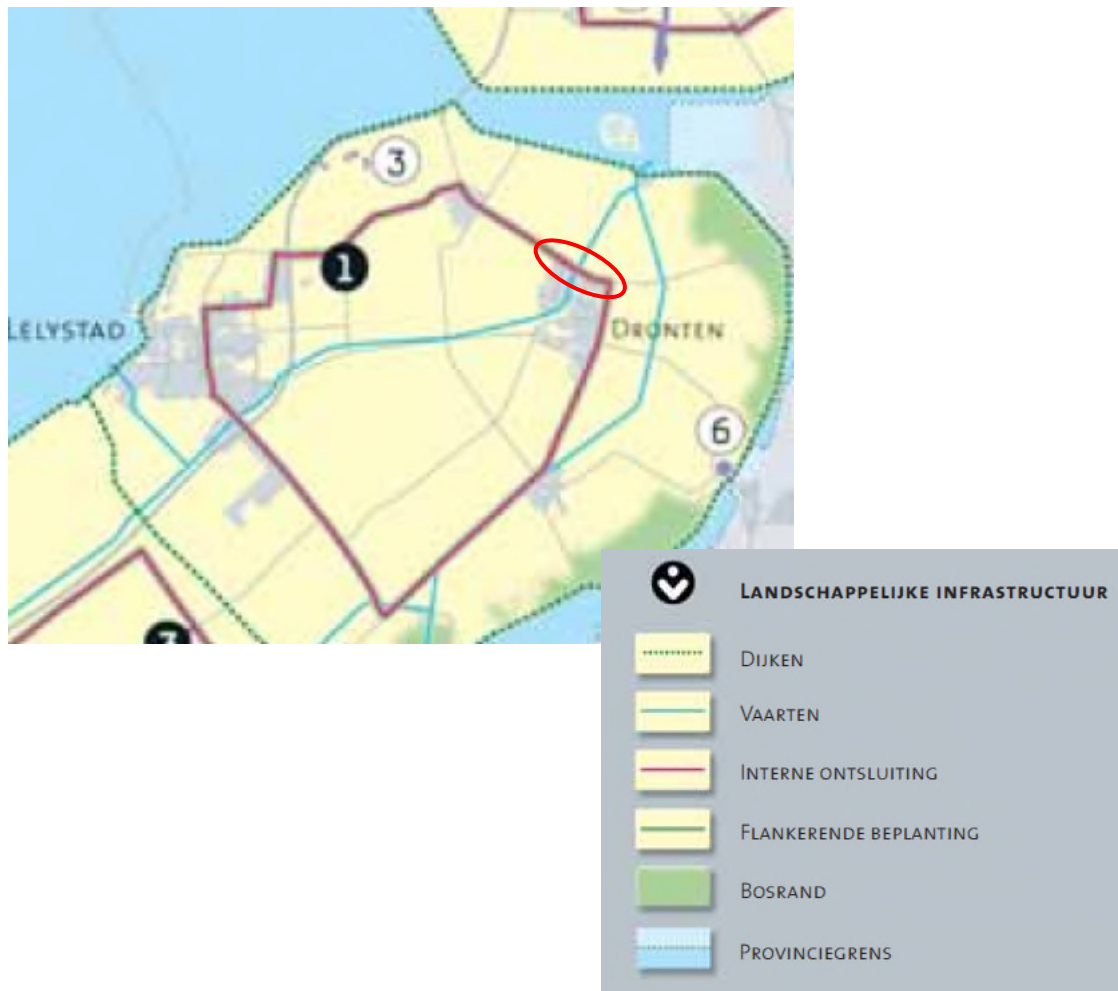 3
1
LELYSTAD
DRONTEN
6
LANDSCHAPPELIJKE INFRASTRUCTUUR
DIJKEN
VAARTEN
INTERNE ONTSLUITING
FLANKERENDE BEPLANTING
BOSRAND
PROVINCIEGRENS